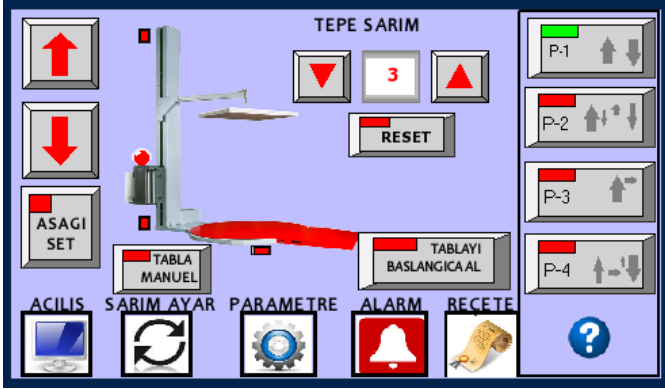 TEPE SARIM
3
RESET
ASAGI
SET
TABLA
MANUEL
TABLAYI
BASLANGICA AL
P-1
P-2
P-3
P-4
ACILIS
SARIM AYAR
PARAMETRE
ALARM
REÇETE
?